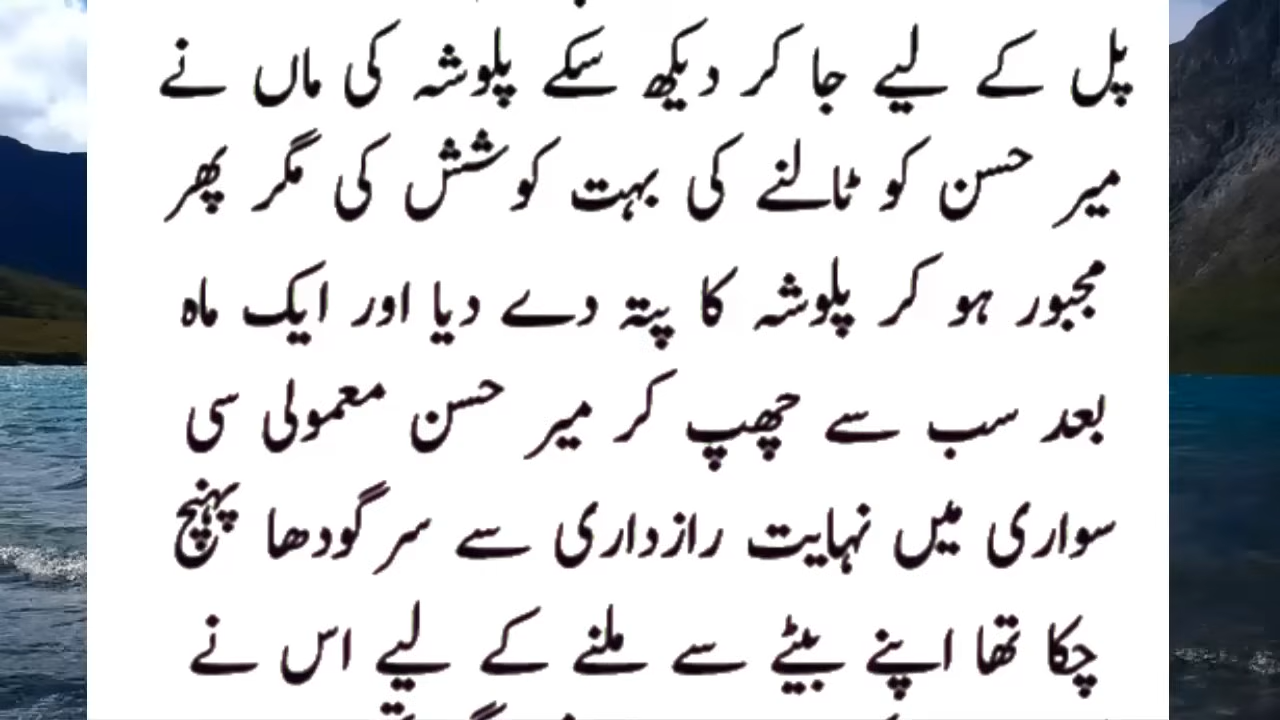 پل کے لیے جا کر دیکھ سکے پلوشہ کی ماں نے
میر حسن کو ٹالنے کی بہت کوشش کی مگر پھر
مجبور ہو کر پلوشہ کا پتہ دے دیا اور ایک ماہ
بعد سب سے چھپ کر میر حسن معمولی سی
سواری میں نہایت رازداری سے سرگودھا پہنچ
چکا تھا اپنے بیٹے سے ملنے کے لیے اس نے